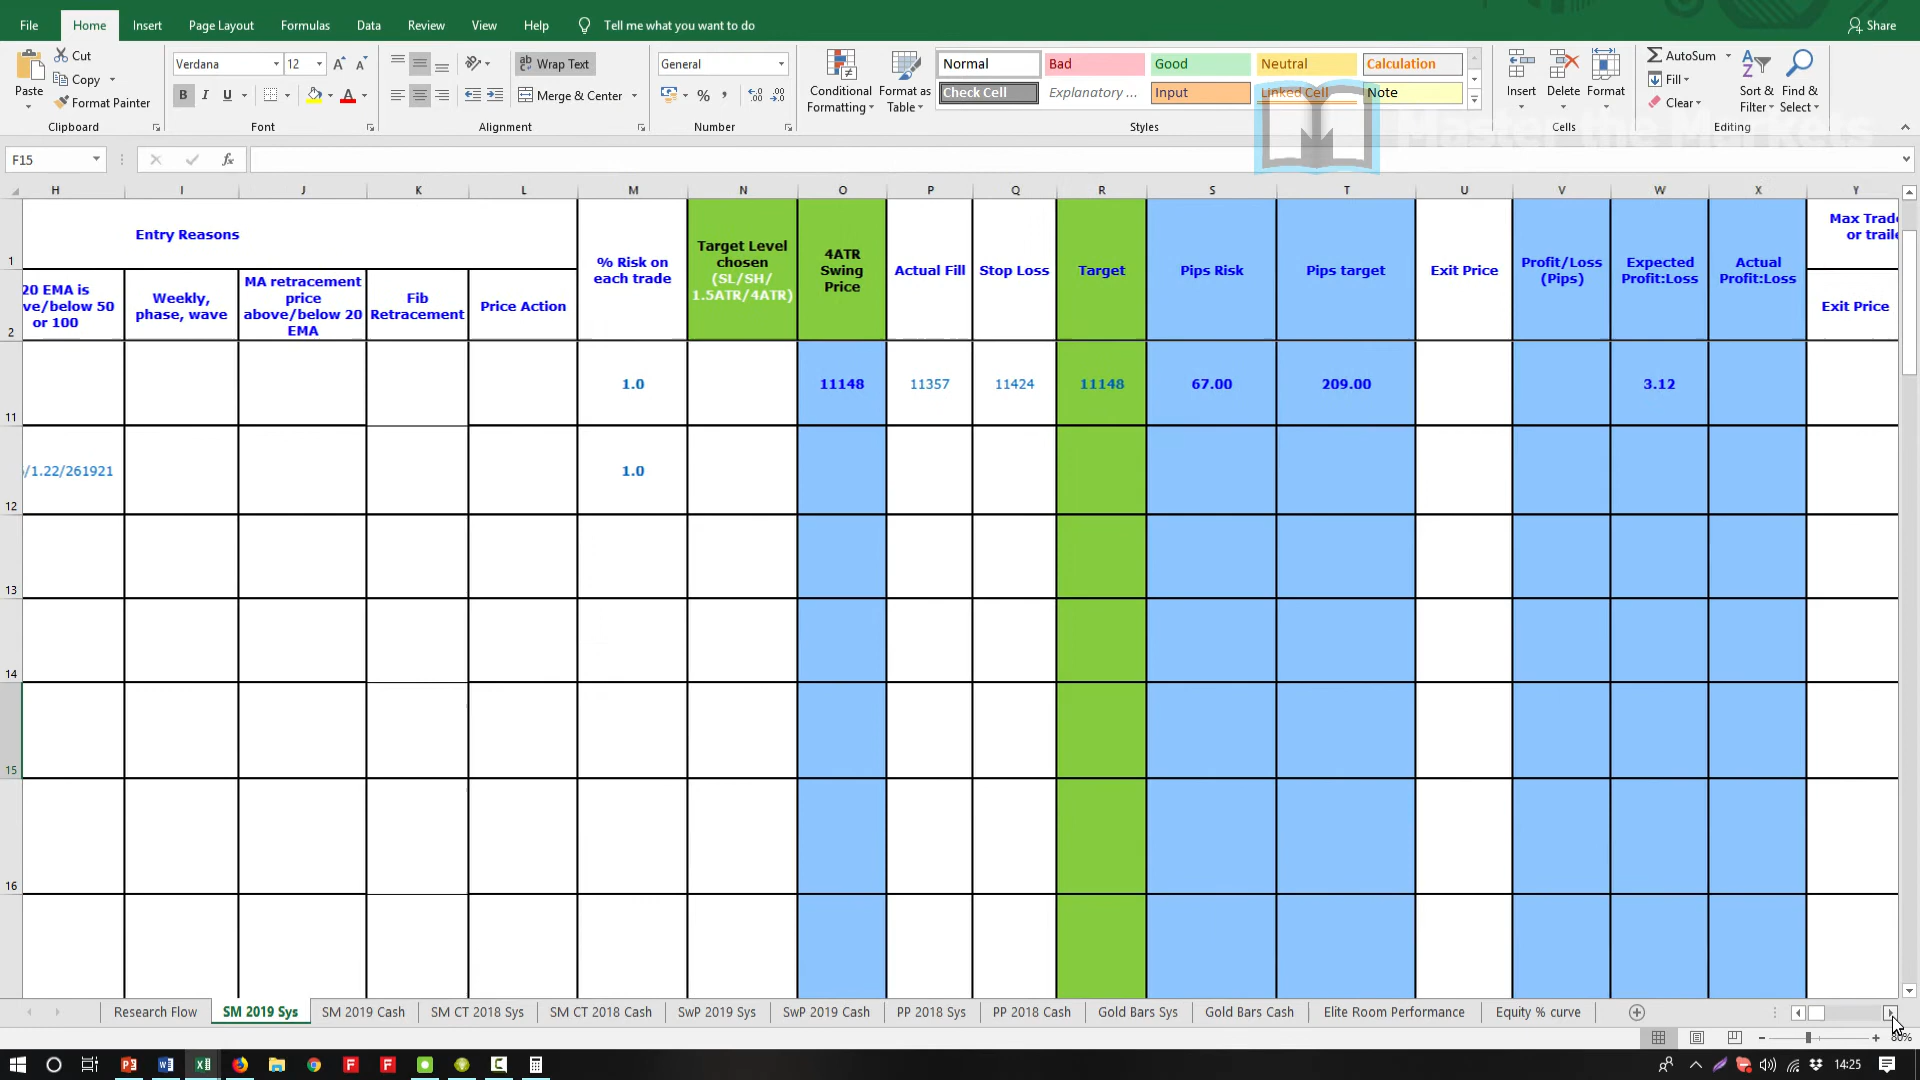 File Home Insert Page Layout Formulas Data Review View Help Tell me what you want to do Share
Paste Cut Copy Format Painter Clipboard
Verdana 12 B I U Font
Wrap Text Merge & Center Alignment
General % , Number
Conditional Formatting Format as Table
Normal Bad Good Neutral Calculation
Check Cell Explanatory ... Input Linked Cell Note
Styles
Insert Delete Format Cells
AutoSum Fill Clear Sort & Filter Find & Select Editing
Master the Markets
F15 fx
H I J K L M N O P Q R S T U V W X Y
Entry Reasons
20 EMA is
ve/below 50
or 100
Weekly,
phase, wave
MA retracement
price
above/below 20
EMA
Fib
Retracement
Price Action
% Risk on
each trade
Target Level
chosen
(SL/SH/
1.5ATR/4ATR)
4ATR
Swing
Price
Actual Fill
Stop Loss
Target
Pips Risk
Pips target
Exit Price
Profit/Loss
(Pips)
Expected
Profit:Loss
Actual
Profit:Loss
Max Trad
or traile
Exit Price
1
2
11 1.0 11148 11357 11424 11148 67.00 209.00 3.12
12 /1.22/261921 1.0
13
14
15
16
Research Flow SM 2019 Sys SM 2019 Cash SM CT 2018 Sys SM CT 2018 Cash SwP 2019 Sys SwP 2019 Cash PP 2018 Sys PP 2018 Cash Gold Bars Sys Gold Bars Cash Elite Room Performance Equity % curve
80%
14:25